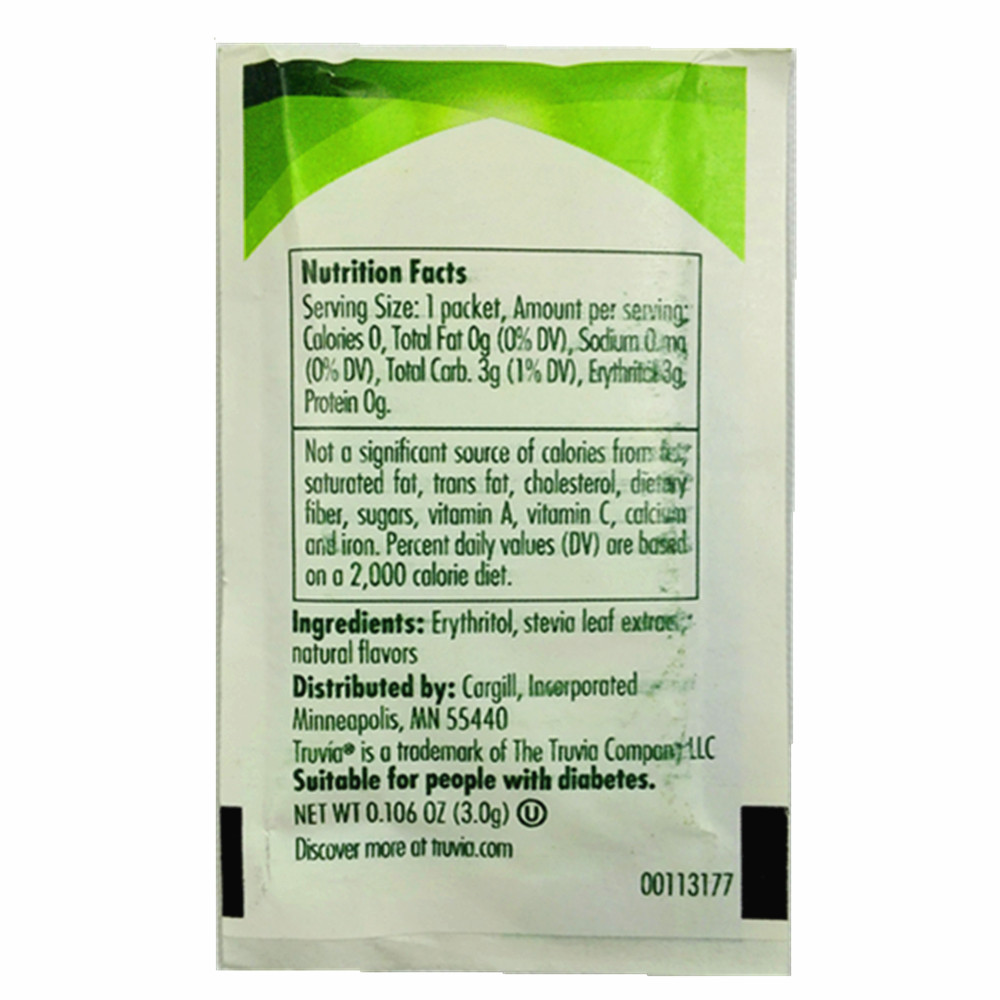 Nutrition Facts
Serving Size: 1 packet, Amount per serving:
Calories 0, Total Fat 0g (0% DV), Sodium 0 mg
(0% DV), Total Carb. 3g (1% DV), Erythritol 3g,
Protein 0g.
Not a significant source of calories from fat,
saturated fat, trans fat, cholesterol, dietary
fiber, sugars, vitamin A, vitamin C, calcium
and iron. Percent daily values (DV) are based
on a 2,000 calorie diet.
Ingredients: Erythritol, stevia leaf extract,
natural flavors
Distributed by: Cargill, Incorporated
Minneapolis, MN 55440
Truvía® is a trademark of The Truvia Company LLC
Suitable for people with diabetes.
NET WT 0.106 OZ (3.0g) Ⓤ
Discover more at truvia.com
00113177